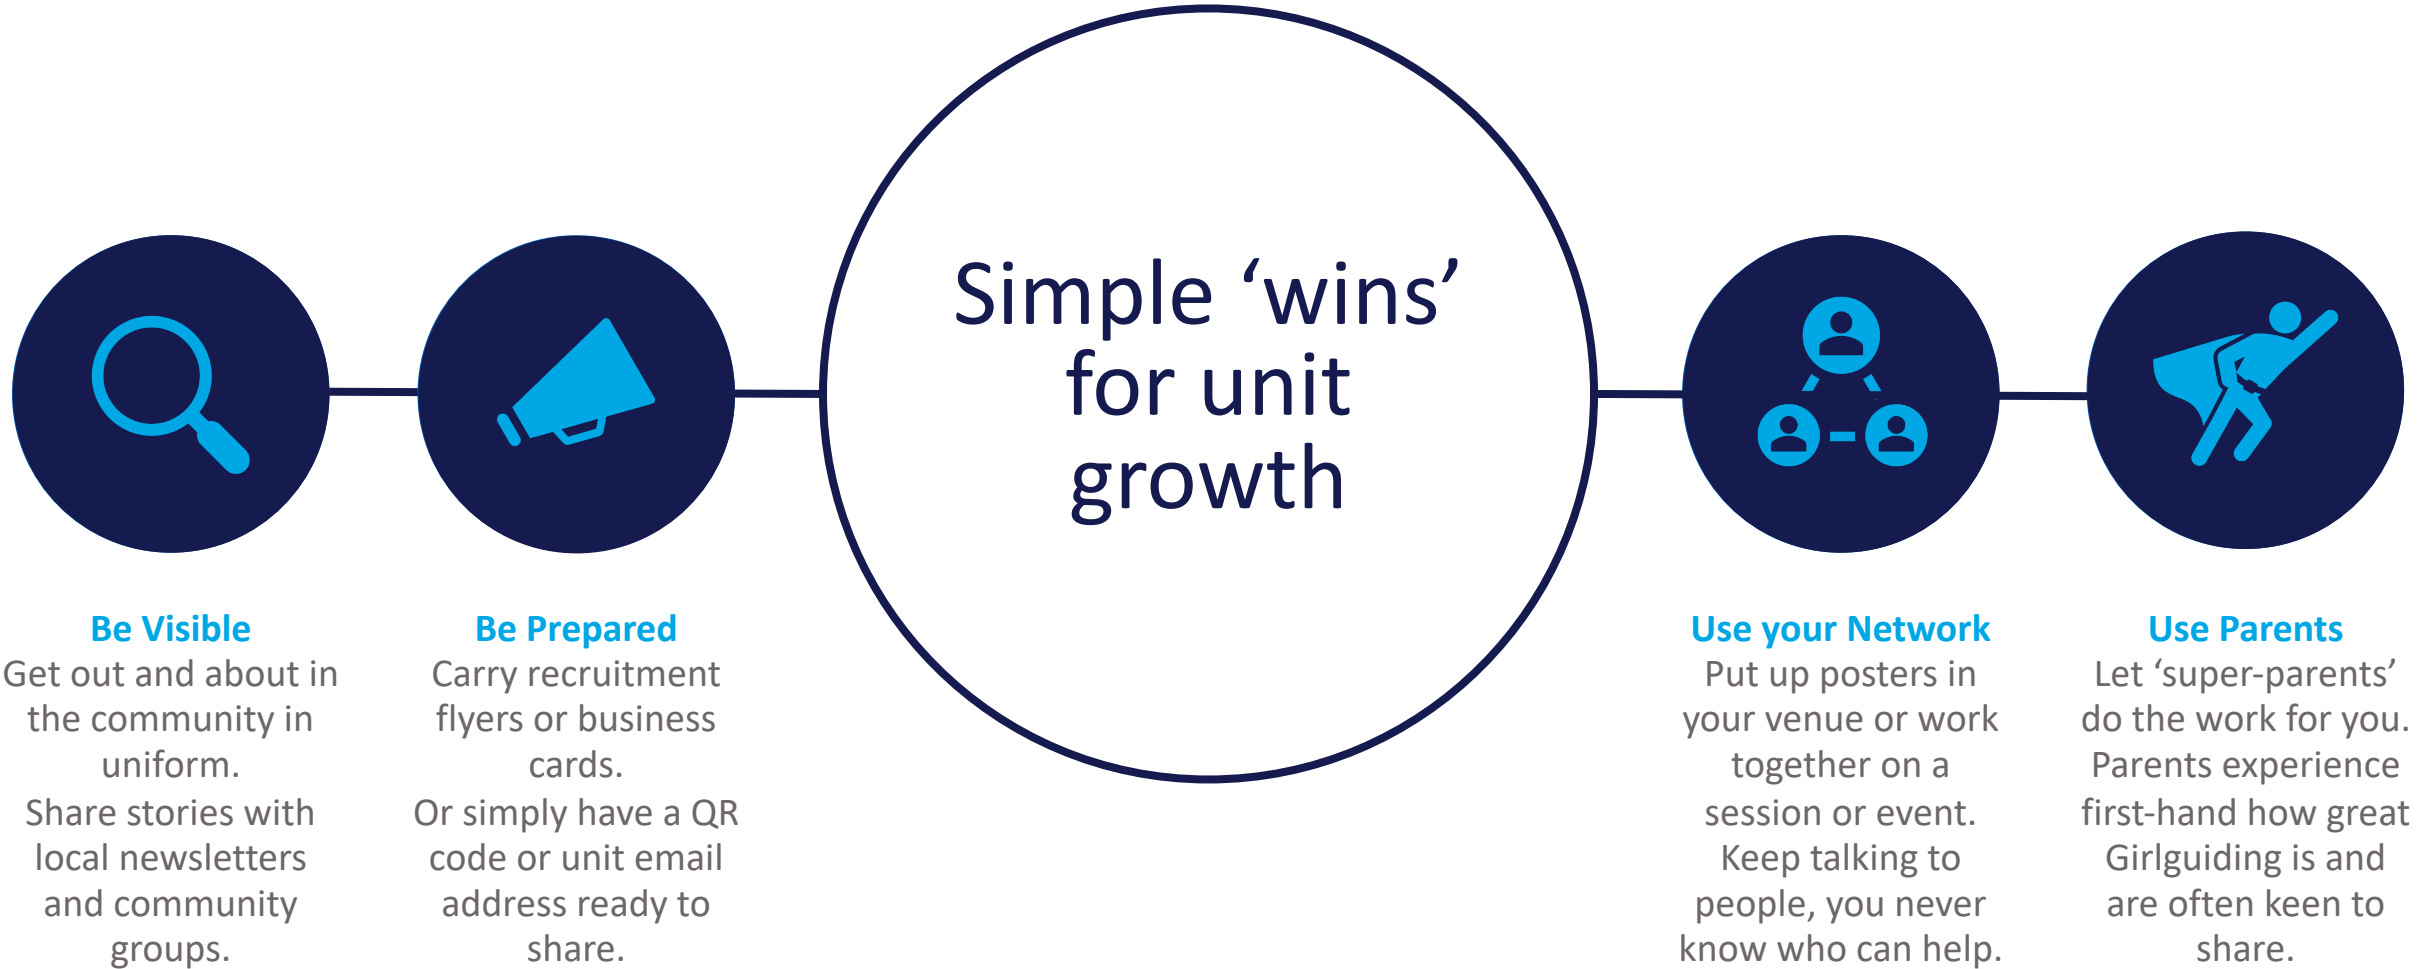 Simple ‘wins’
for unit
growth
Be Visible
Get out and about in
the community in
uniform.
Share stories with
local newsletters
and community
groups.
Be Prepared
Carry recruitment
flyers or business
cards.
Or simply have a QR
code or unit email
address ready to
share.
Use your Network
Put up posters in
your venue or work
together on a
session or event.
Keep talking to
people, you never
know who can help.
Use Parents
Let ‘super-parents’
do the work for you.
Parents experience
first-hand how great
Girlguiding is and
are often keen to
share.